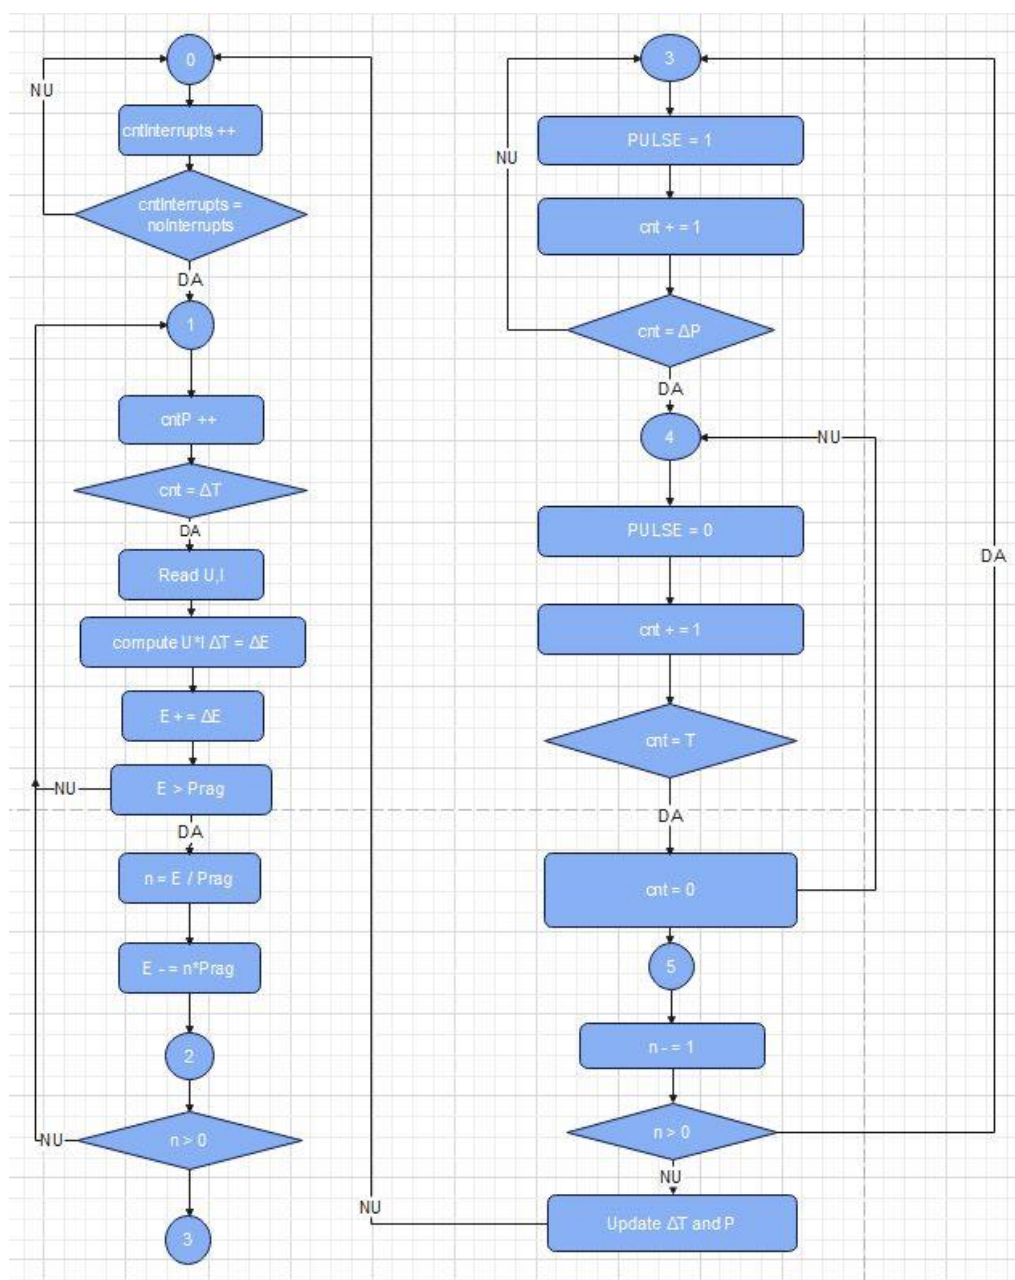 0
NU
cntInterrupts ++
cntInterrupts =
noInterrupts
DA
1
cntP ++
cnt = ΔT
DA
Read U,I
compute U*I ΔT = ΔE
E + = ΔE
E > Prag
NU
DA
n = E / Prag
E - = n*Prag
2
n > 0
NU
3
3
NU
PULSE = 1
cnt + = 1
cnt = ΔP
DA
4
NU
PULSE = 0
DA
cnt + = 1
cnt = T
DA
cnt = 0
5
n - = 1
n > 0
NU
Update ΔT and P
NU